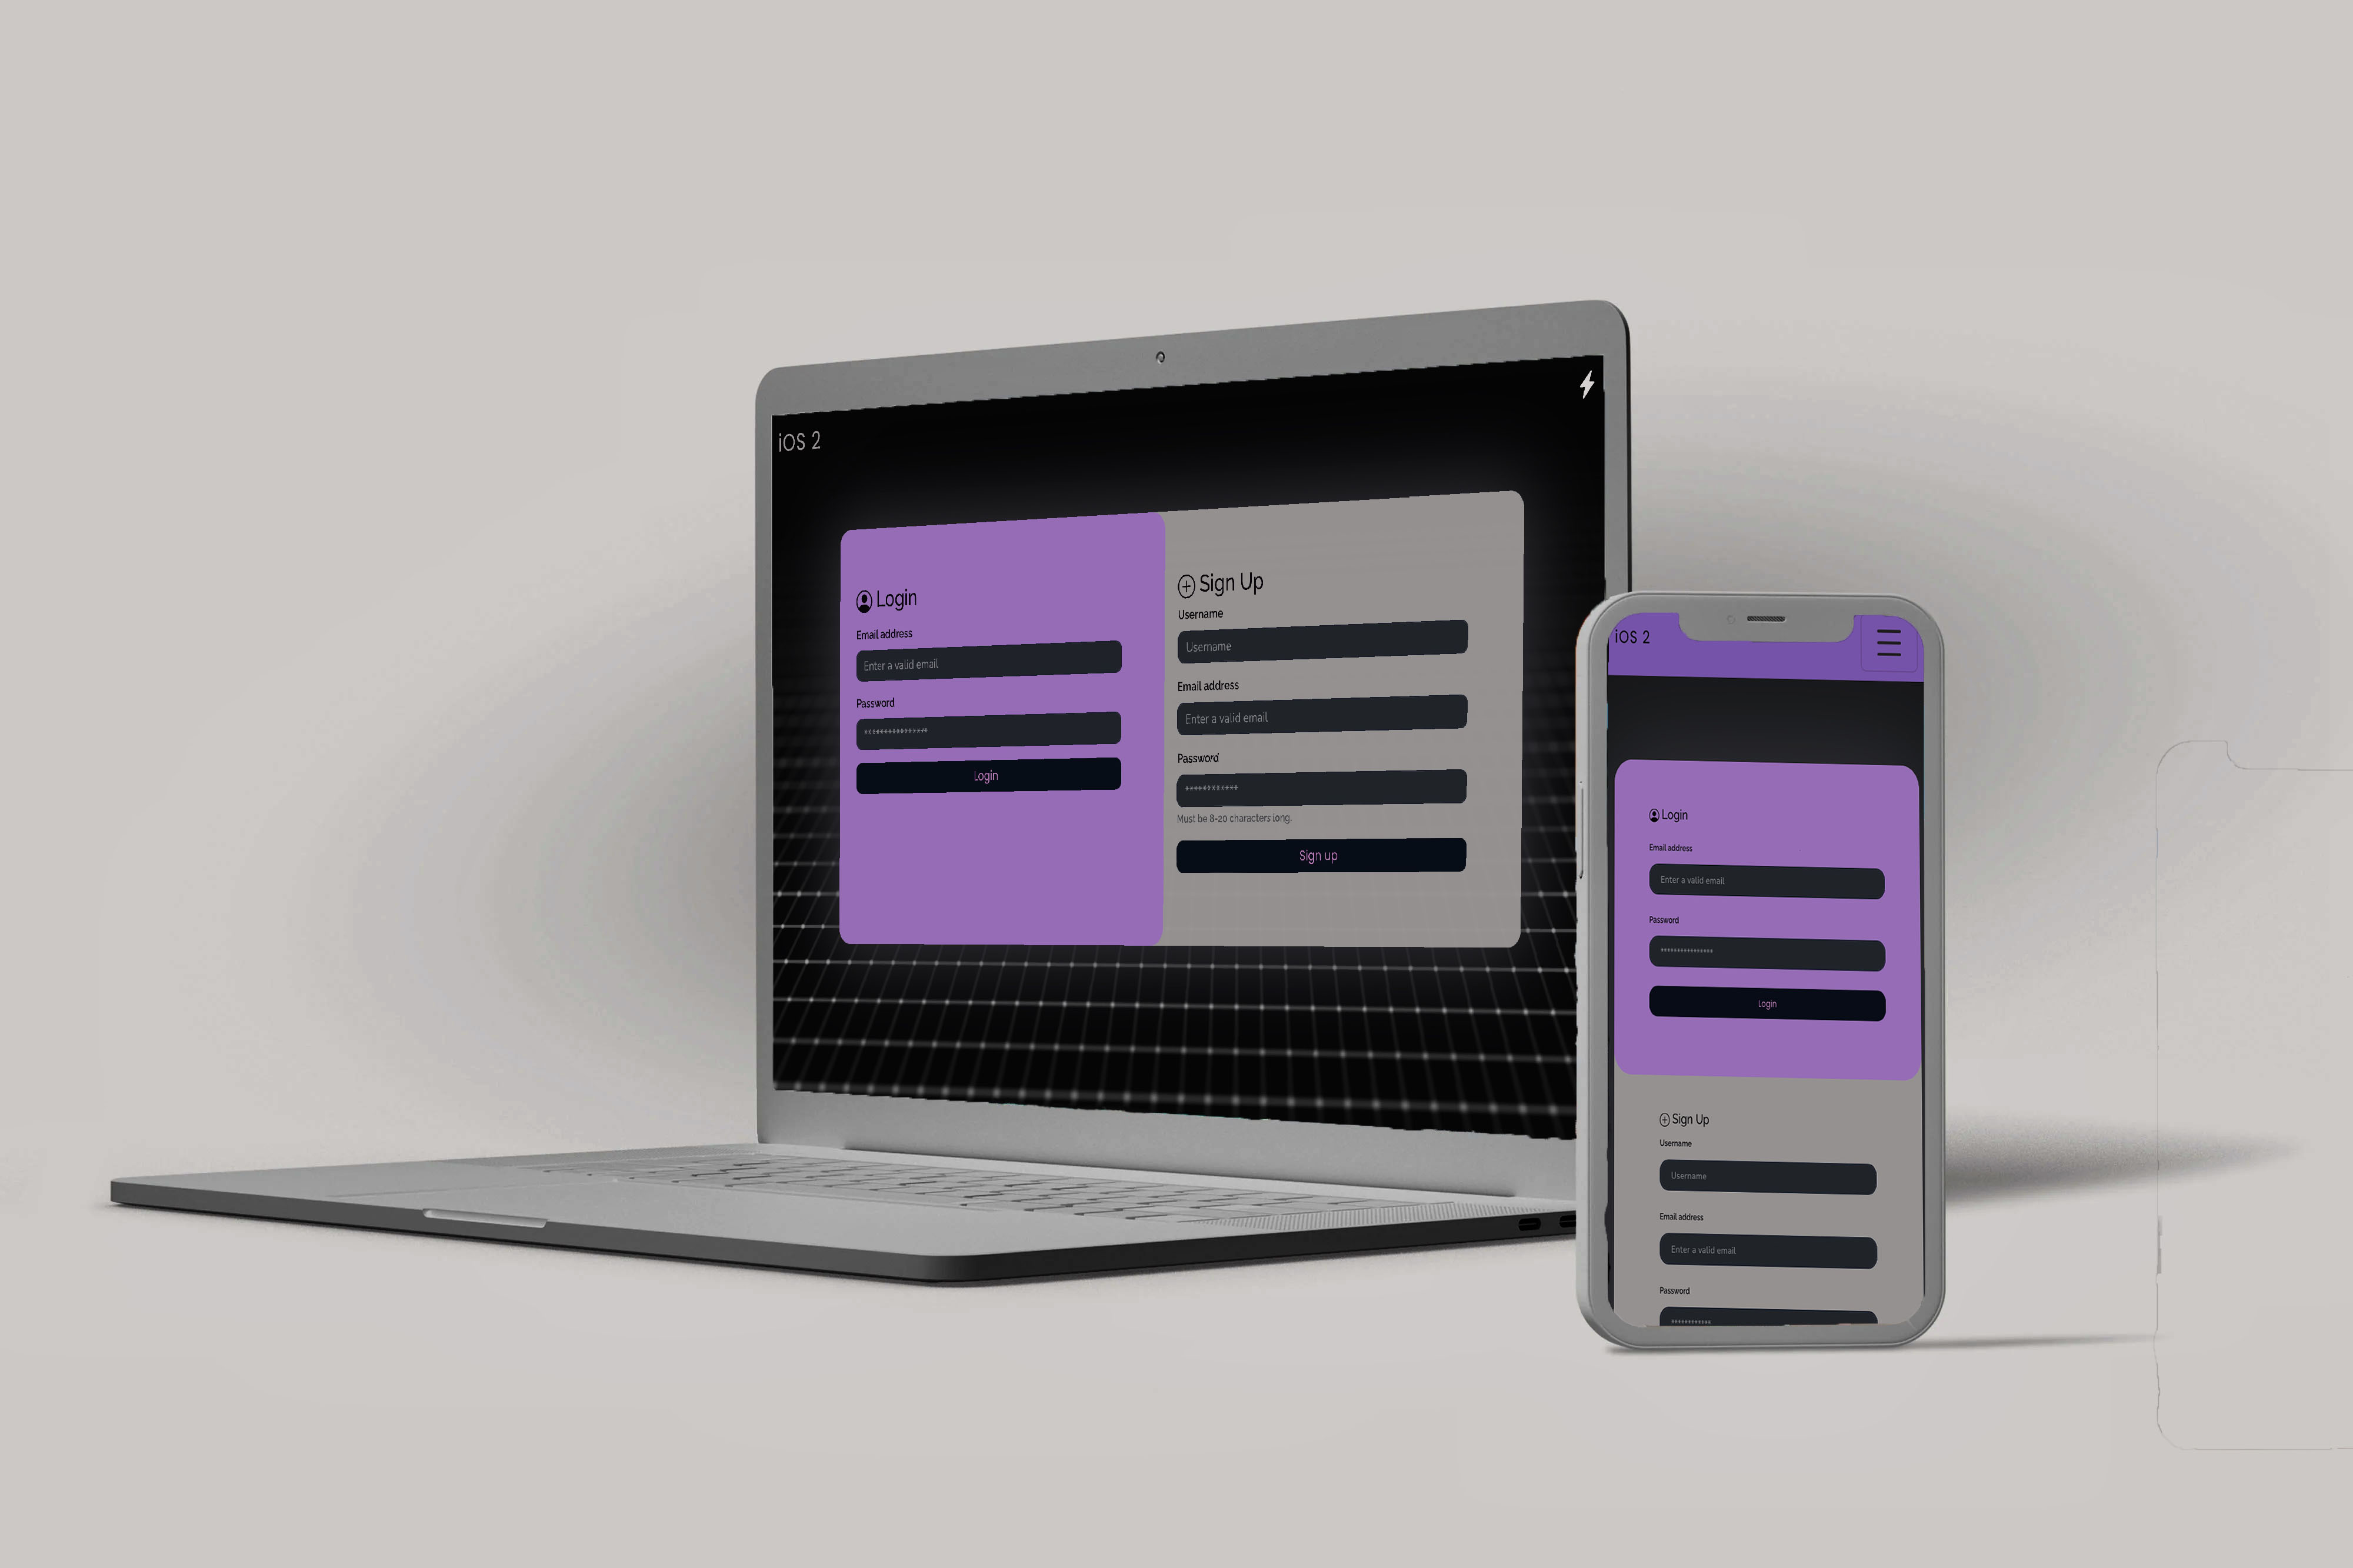 iOS 2
Login
Email address
Enter a valid email
Password
****************
Login
Sign Up
Username
Username
Email address
Enter a valid email
Password
************
Must be 8-20 characters long.
Sign up
iOS 2
Login
Email address
Enter a valid email
Password
****************
Login
Sign Up
Username
Username
Email address
Enter a valid email
Password
************